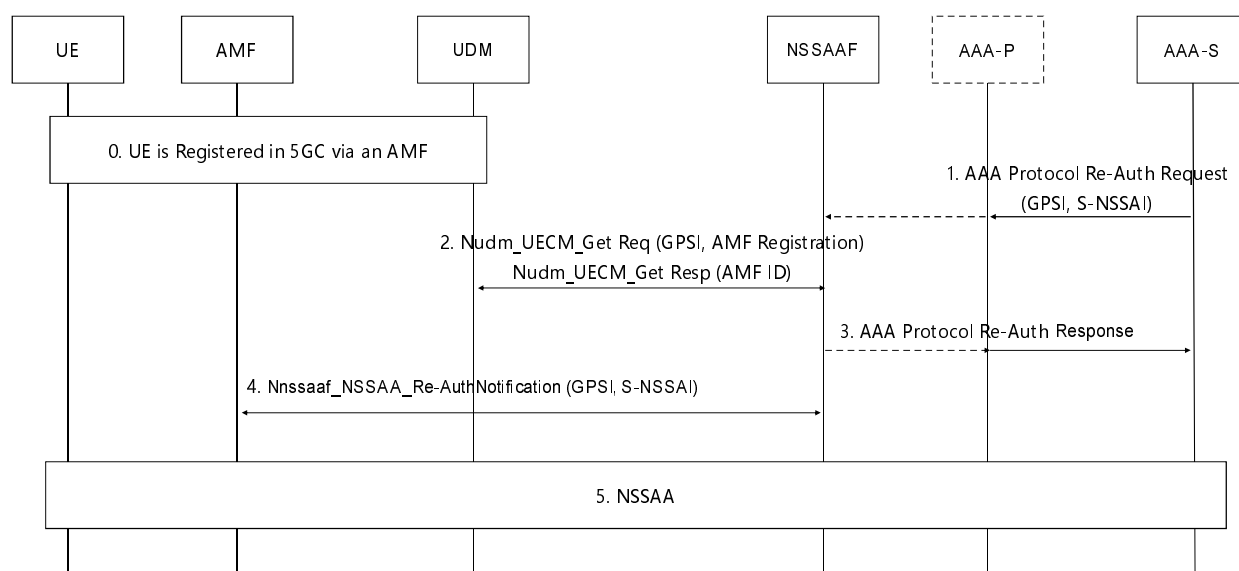 UE
AMF
UDM
NSSAAF
AAA-P
AAA-S
0. UE is Registered in 5GC via an AMF
1. AAA Protocol Re-Auth Request
(GPSI, S-NSSAI)
2. Nudm_UECM_Get Req (GPSI, AMF Registration)
Nudm_UECM_Get Resp (AMF ID)
3. AAA Protocol Re-Auth Response
4. Nnssaaf_NSSAA_Re-AuthNotification (GPSI, S-NSSAI)
5. NSSAA